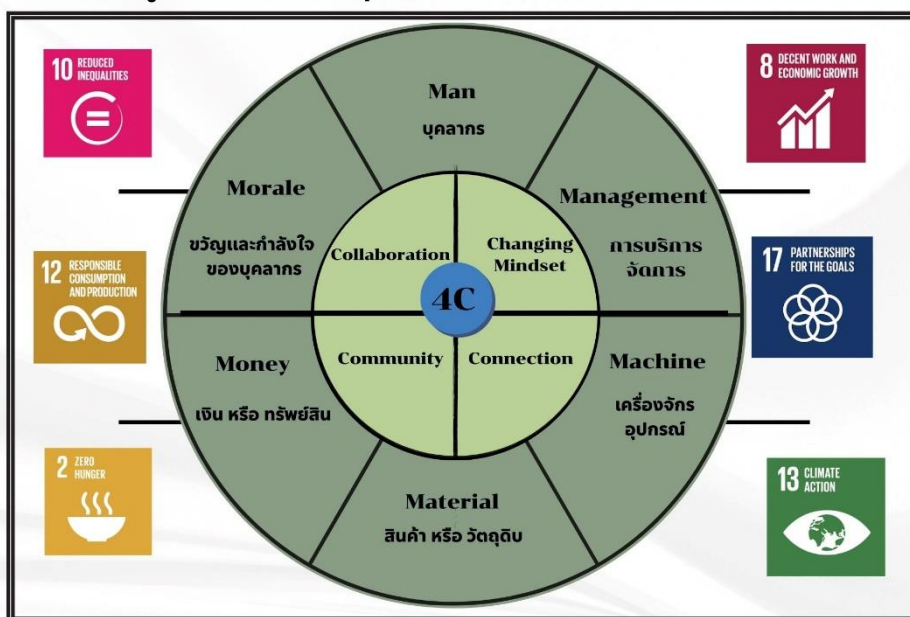 10 REDUCED
INEQUALITIES
8 DECENT WORK AND
ECONOMIC GROWTH
Man
บุคลากร
Morale
ขวัญและกำลังใจ
ของบุคลากร
Management
การบริการ
จัดการ
Collaboration
Changing
Mindset
4C
12 RESPONSIBLE
CONSUMPTION
AND PRODUCTION
17 PARTNERSHIPS
FOR THE GOALS
Community
Connection
Money
เงิน หรือ ทรัพย์สิน
Machine
เครื่องจักร
อุปกรณ์
Material
สินค้า หรือ วัตถุดิบ
2 ZERO
HUNGER
13 CLIMATE
ACTION